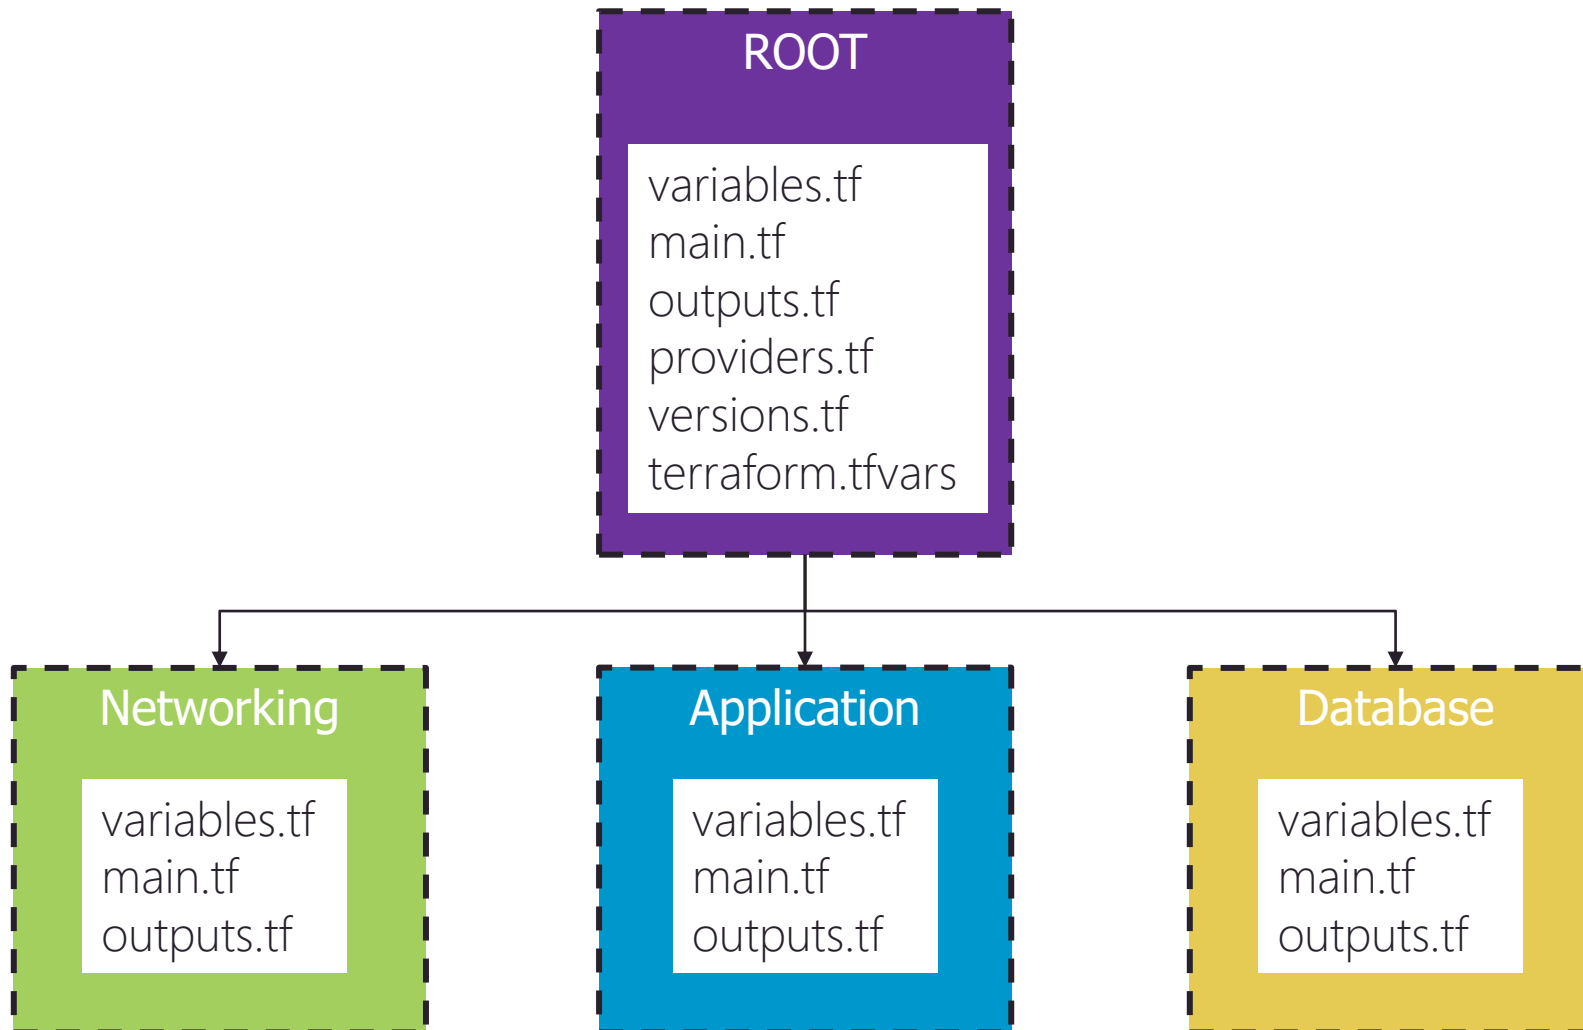 ROOT
variables.tf
main.tf
outputs.tf
providers.tf
versions.tf
terraform.tfvars
Networking
variables.tf
main.tf
outputs.tf
Application
variables.tf
main.tf
outputs.tf
Database
variables.tf
main.tf
outputs.tf